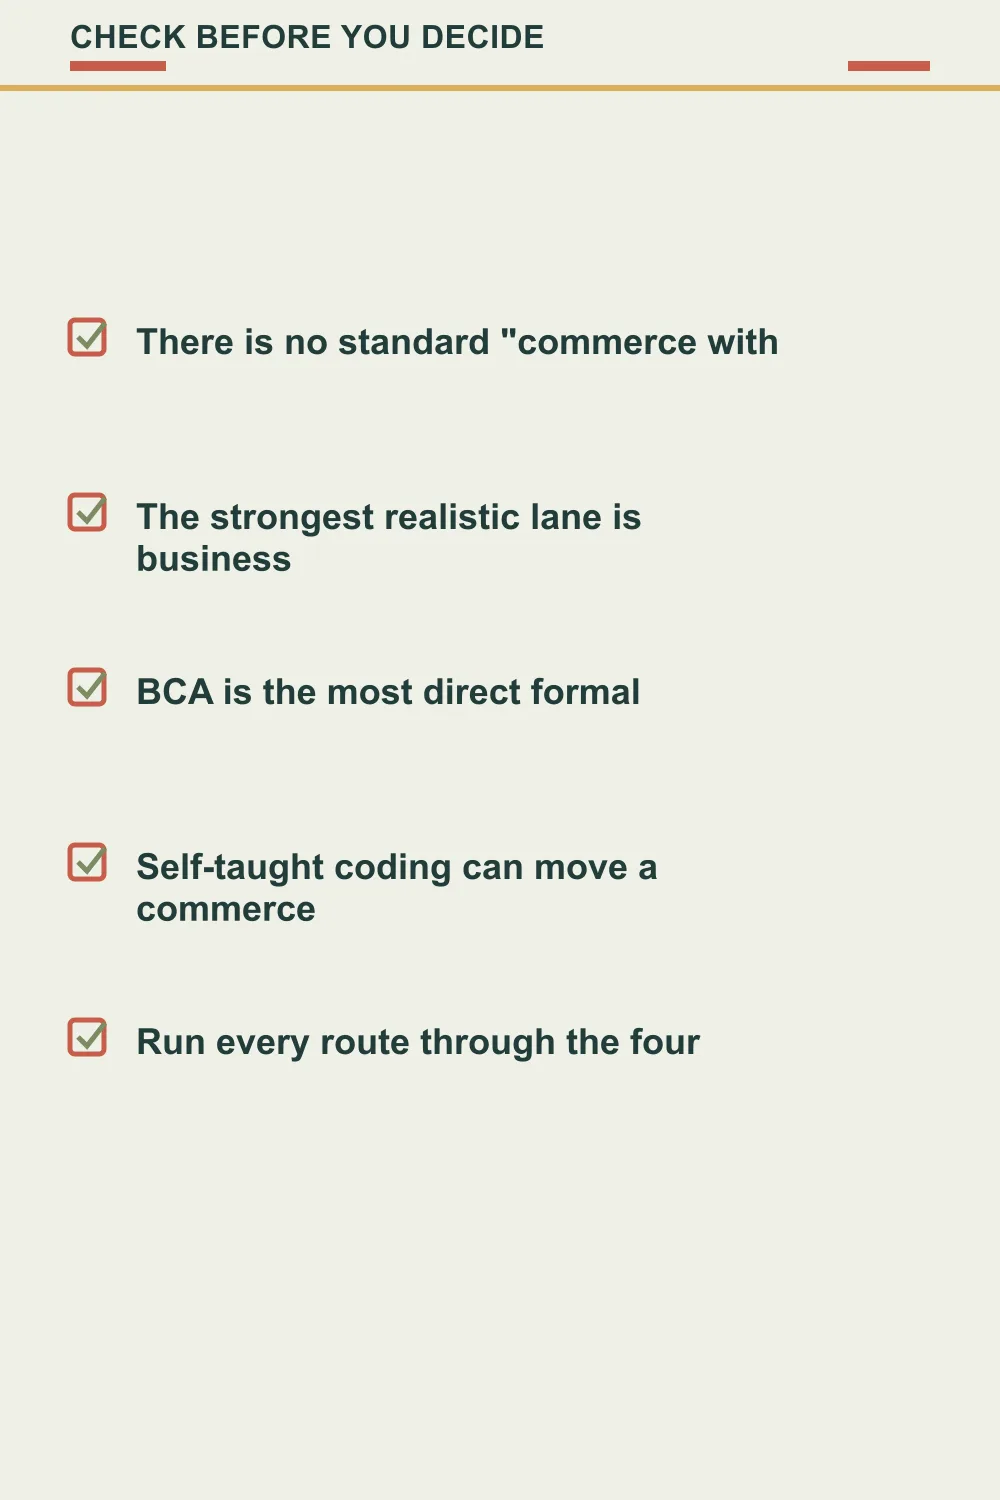 CHECK BEFORE YOU DECIDE
There is no standard "commerce with
The strongest realistic lane is
business
BCA is the most direct formal
Self-taught coding can move a
commerce
Run every route through the four